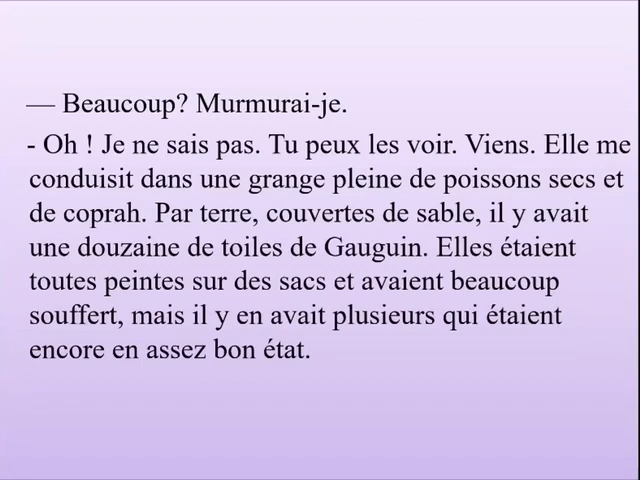 — Beaucoup? Murmurai-je.
- Oh ! Je ne sais pas. Tu peux les voir. Viens. Elle me
conduisit dans une grange pleine de poissons secs et
de coprah. Par terre, couvertes de sable, il y avait
une douzaine de toiles de Gauguin. Elles étaient
toutes peintes sur des sacs et avaient beaucoup
souffert, mais il y en avait plusieurs qui étaient
encore en assez bon état.